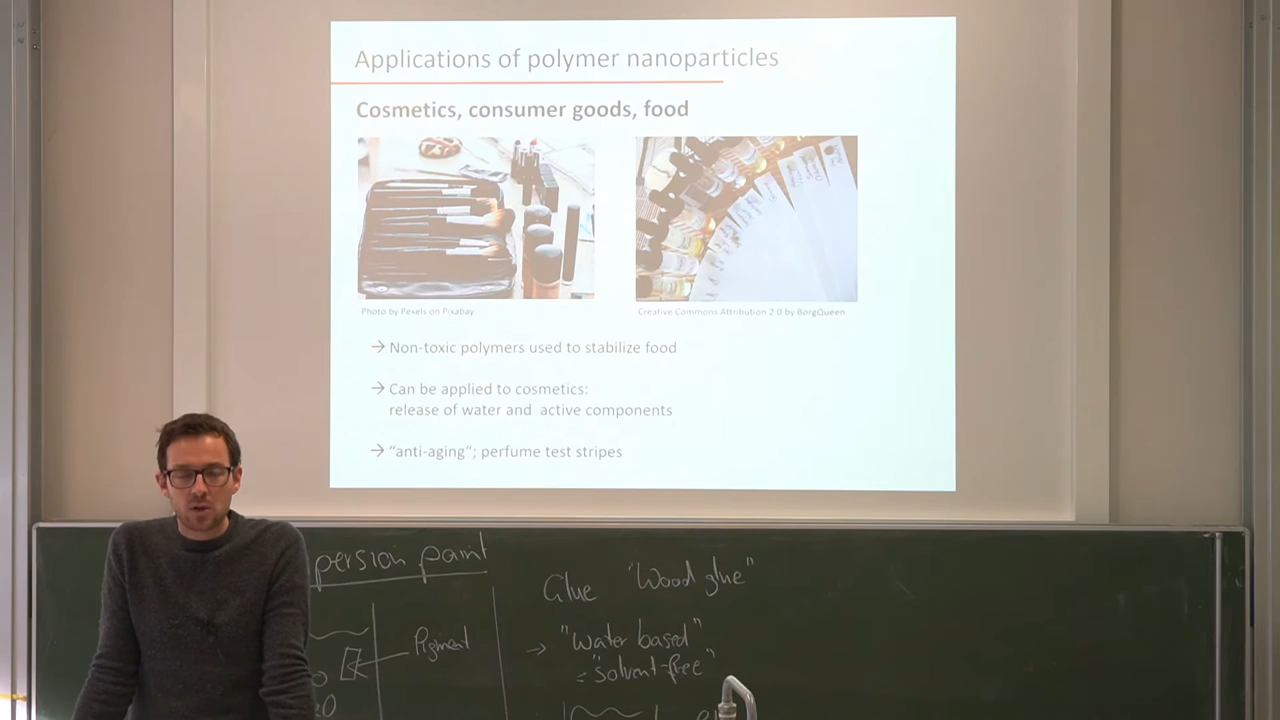 Applications of polymer nanoparticles
Cosmetics, consumer goods, food
Photo by Pexels on Pixabay
Creative Commons Attribution 2.0 by BorgQueen
→ Non-toxic polymers used to stabilize food
→ Can be applied to cosmetics:
release of water and active components
→ "anti-aging"; perfume test stripes
persion paint
Pigment
Glue "Wood glue"
→ "Water based"
= "solvent-free"